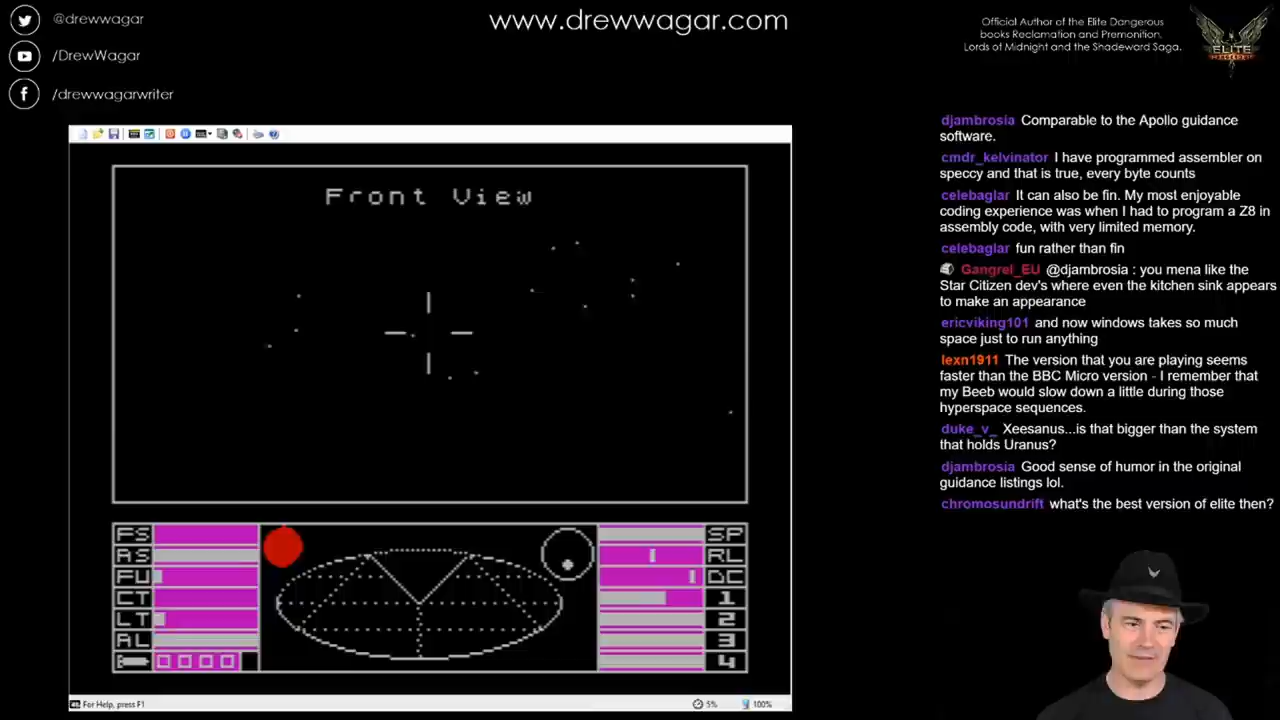 @drewwagar
/DrewWagar
/drewwagarwriter
www.drewwagar.com
Official Author of the Elite Dangerous
books Reclamation and Premonition,
Lords of Midnight and the Shadeward Saga.
ELITE
DANGEROUS
Front View
FS
AS
FU
CT
LT
AL
SP
RL
DC
1
2
3
4
For Help, press F1
5%
100%
djambrosia Comparable to the Apollo guidance
software.
cmdr_kelvinator I have programmed assembler on
speccy and that is true, every byte counts
celebaglar It can also be fin. My most enjoyable
coding experience was when I had to program a Z8 in
assembly code, with very limited memory.
celebaglar fun rather than fin
Gangrel_EU @djambrosia : you mena like the
Star Citizen dev's where even the kitchen sink appears
to make an appearance
ericviking101 and now windows takes so much
space just to run anything
lexn1911 The version that you are playing seems
faster than the BBC Micro version - I remember that
my Beeb would slow down a little during those
hyperspace sequences.
duke_v_ Xeesanus...is that bigger than the system
that holds Uranus?
djambrosia Good sense of humor in the original
guidance listings lol.
chromosundrift what's the best version of elite then?